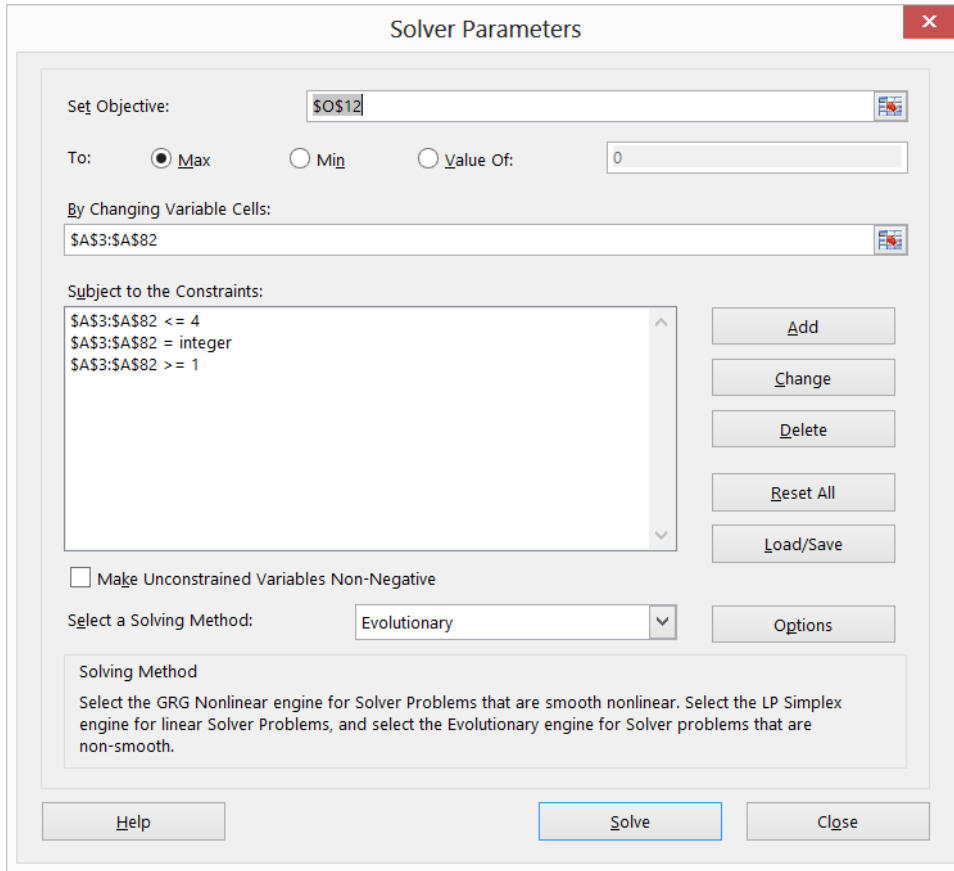 Solver Parameters
Set Objective:
$O$12
To:
Max
Min
Value Of:
0
By Changing Variable Cells:
$A$3:$A$82
Subject to the Constraints:
$A$3:$A$82 <= 4
$A$3:$A$82 = integer
$A$3:$A$82 >= 1
Add
Change
Delete
Reset All
Load/Save
Make Unconstrained Variables Non-Negative
Select a Solving Method:
Evolutionary
Options
Solving Method
Select the GRG Nonlinear engine for Solver Problems that are smooth nonlinear. Select the LP Simplex
engine for linear Solver Problems, and select the Evolutionary engine for Solver problems that are
non-smooth.
Help
Solve
Close